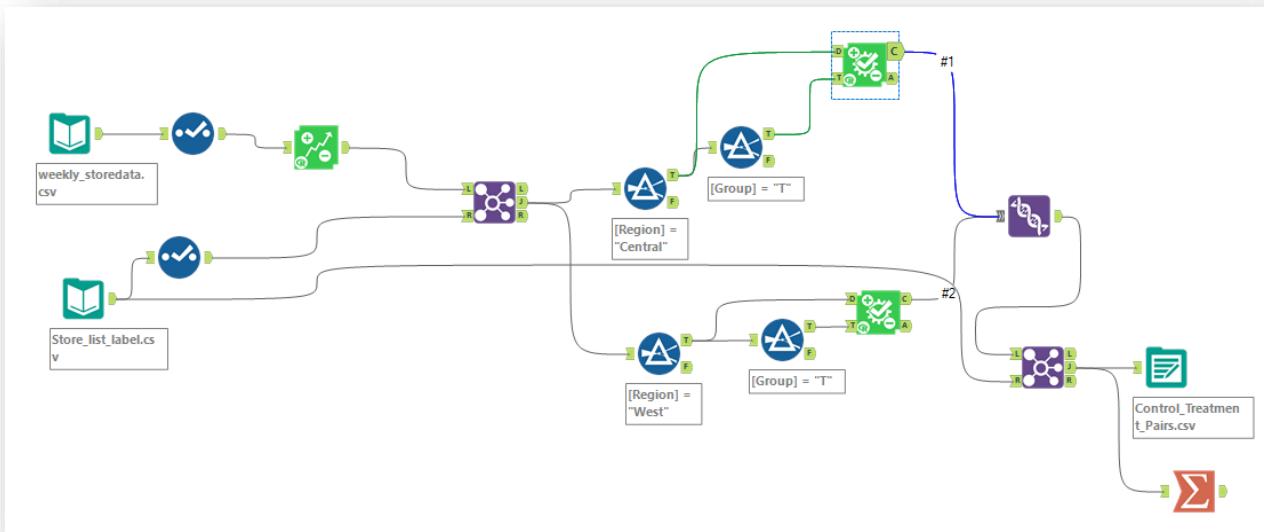 D
C
#1
T
A
weekly_storedata.
csv
T
F
[Group] = "T"
L
L
J
R
R
T
F
[Region] =
"Central"
Store_list_label.cs
v
#2
D
C
T
A
T
F
[Group] = "T"
T
F
[Region] =
"West"
L
L
J
R
R
Control_Treatmen
t_Pairs.csv